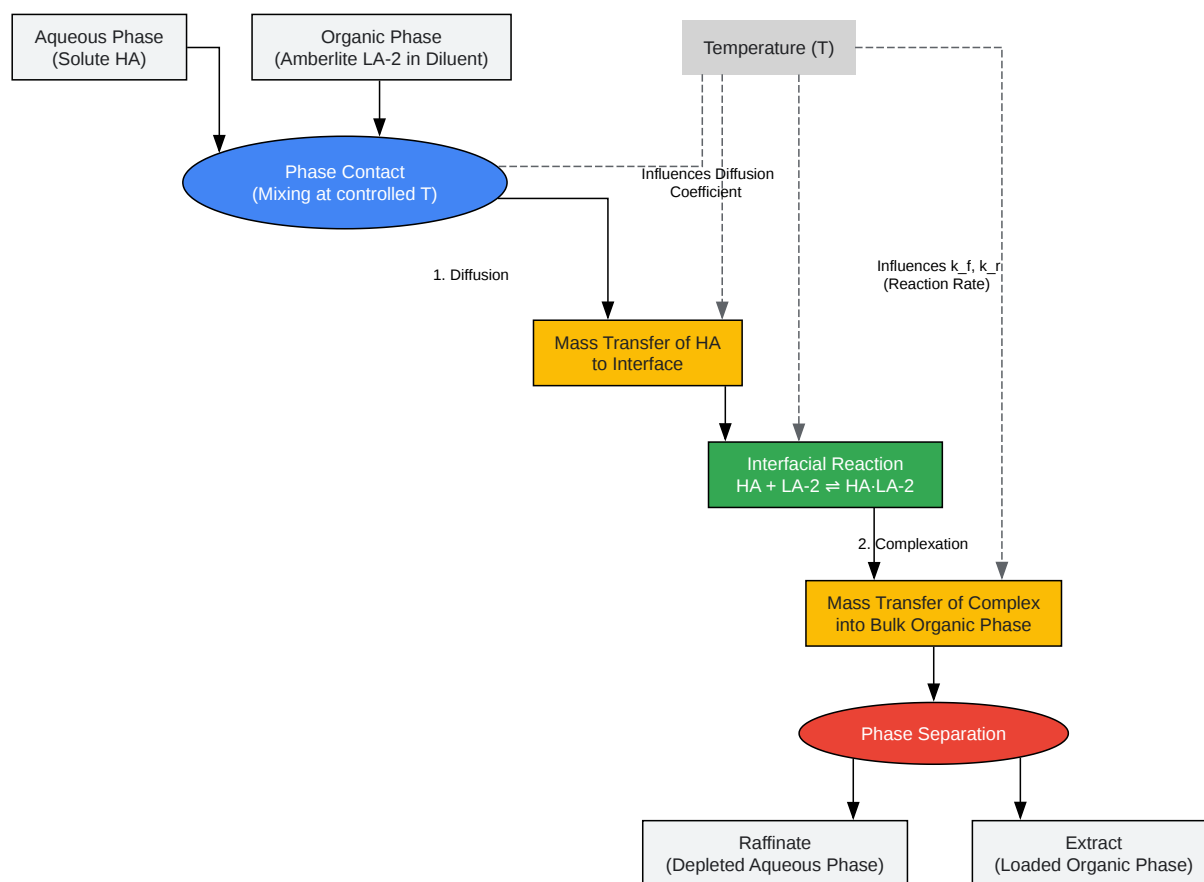 Aqueous Phase
(Solute HA)
Organic Phase
(Amberlite LA-2 in Diluent)
Temperature (T)
Phase Contact
(Mixing at controlled T)
Influences Diffusion
Coefficient
1. Diffusion
Influences k_f, k_r
(Reaction Rate)
Mass Transfer of HA
to Interface
Interfacial Reaction
HA + LA-2 ⇌ HA·LA-2
2. Complexation
Mass Transfer of Complex
into Bulk Organic Phase
Phase Separation
Raffinate
(Depleted Aqueous Phase)
Extract
(Loaded Organic Phase)